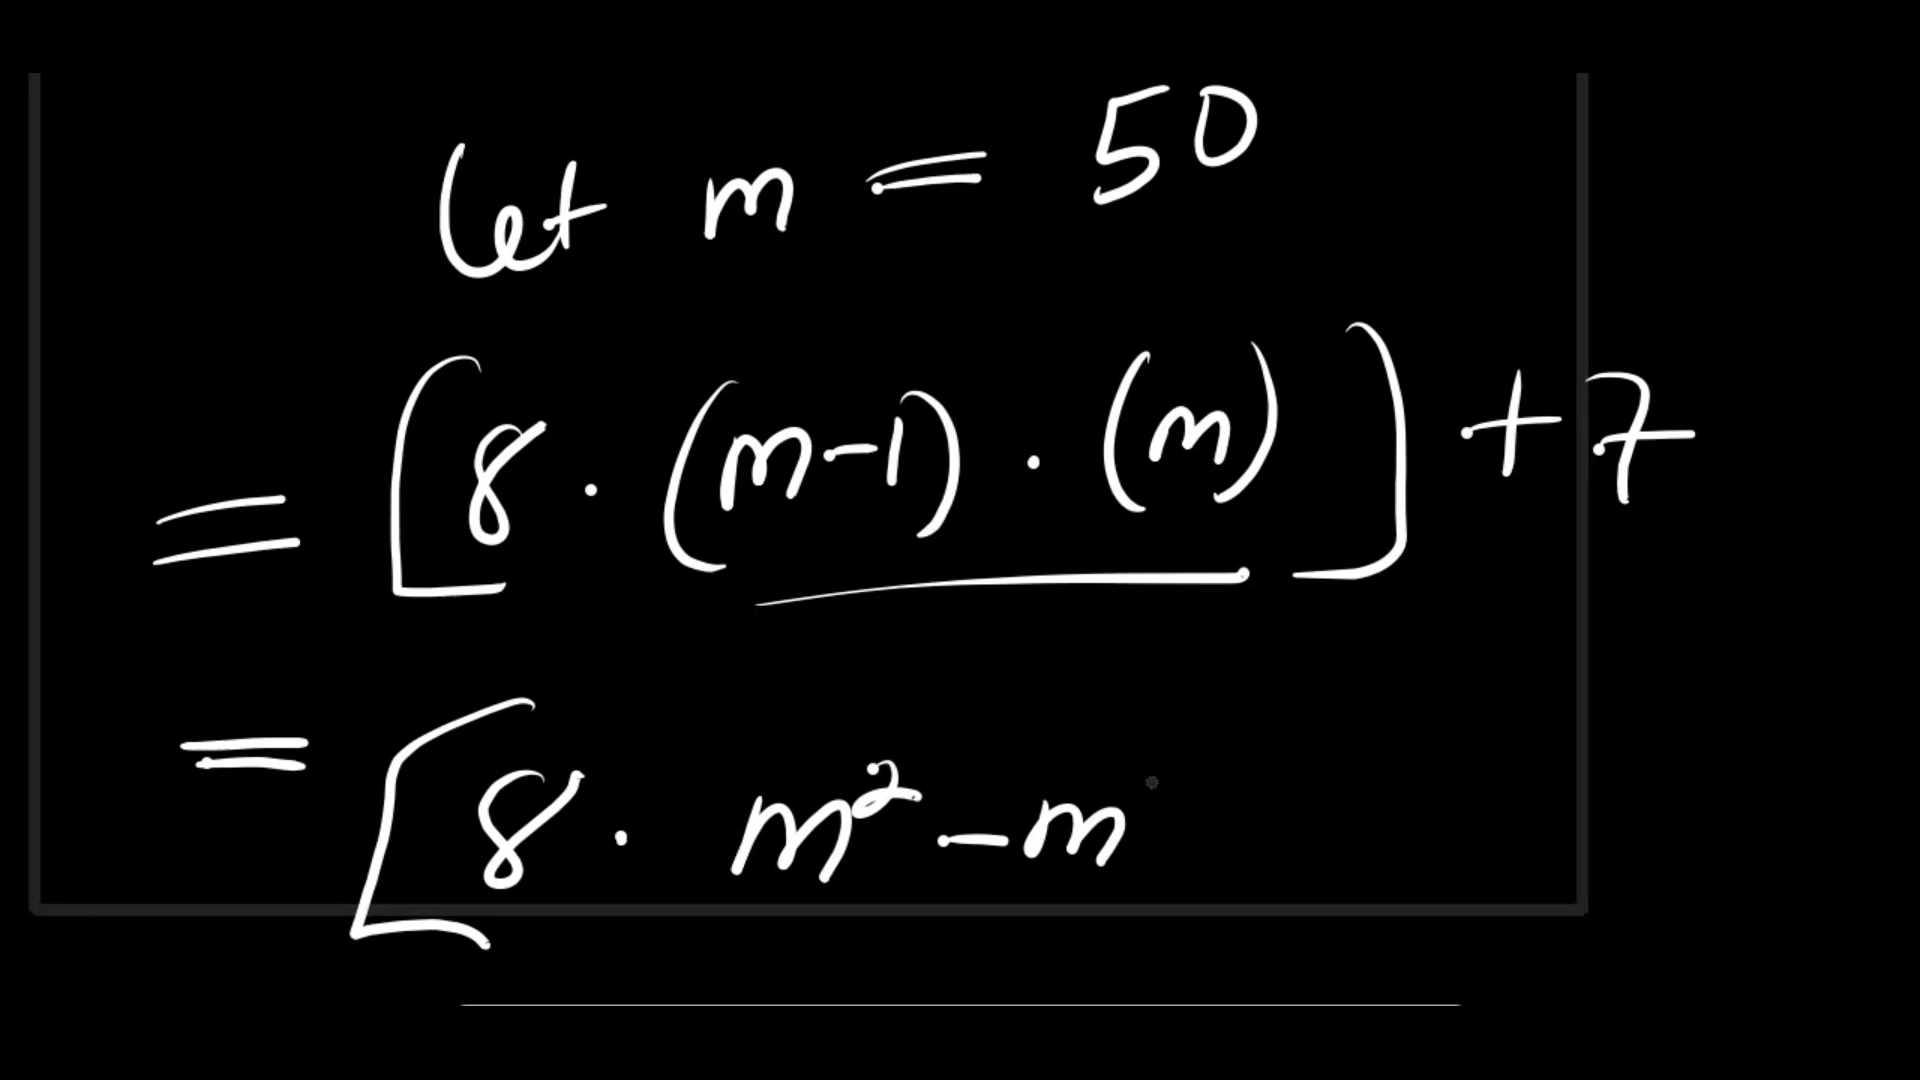 let m = 50
= [8 · (m-1) · (m)] + 7
= [8 · m² - m